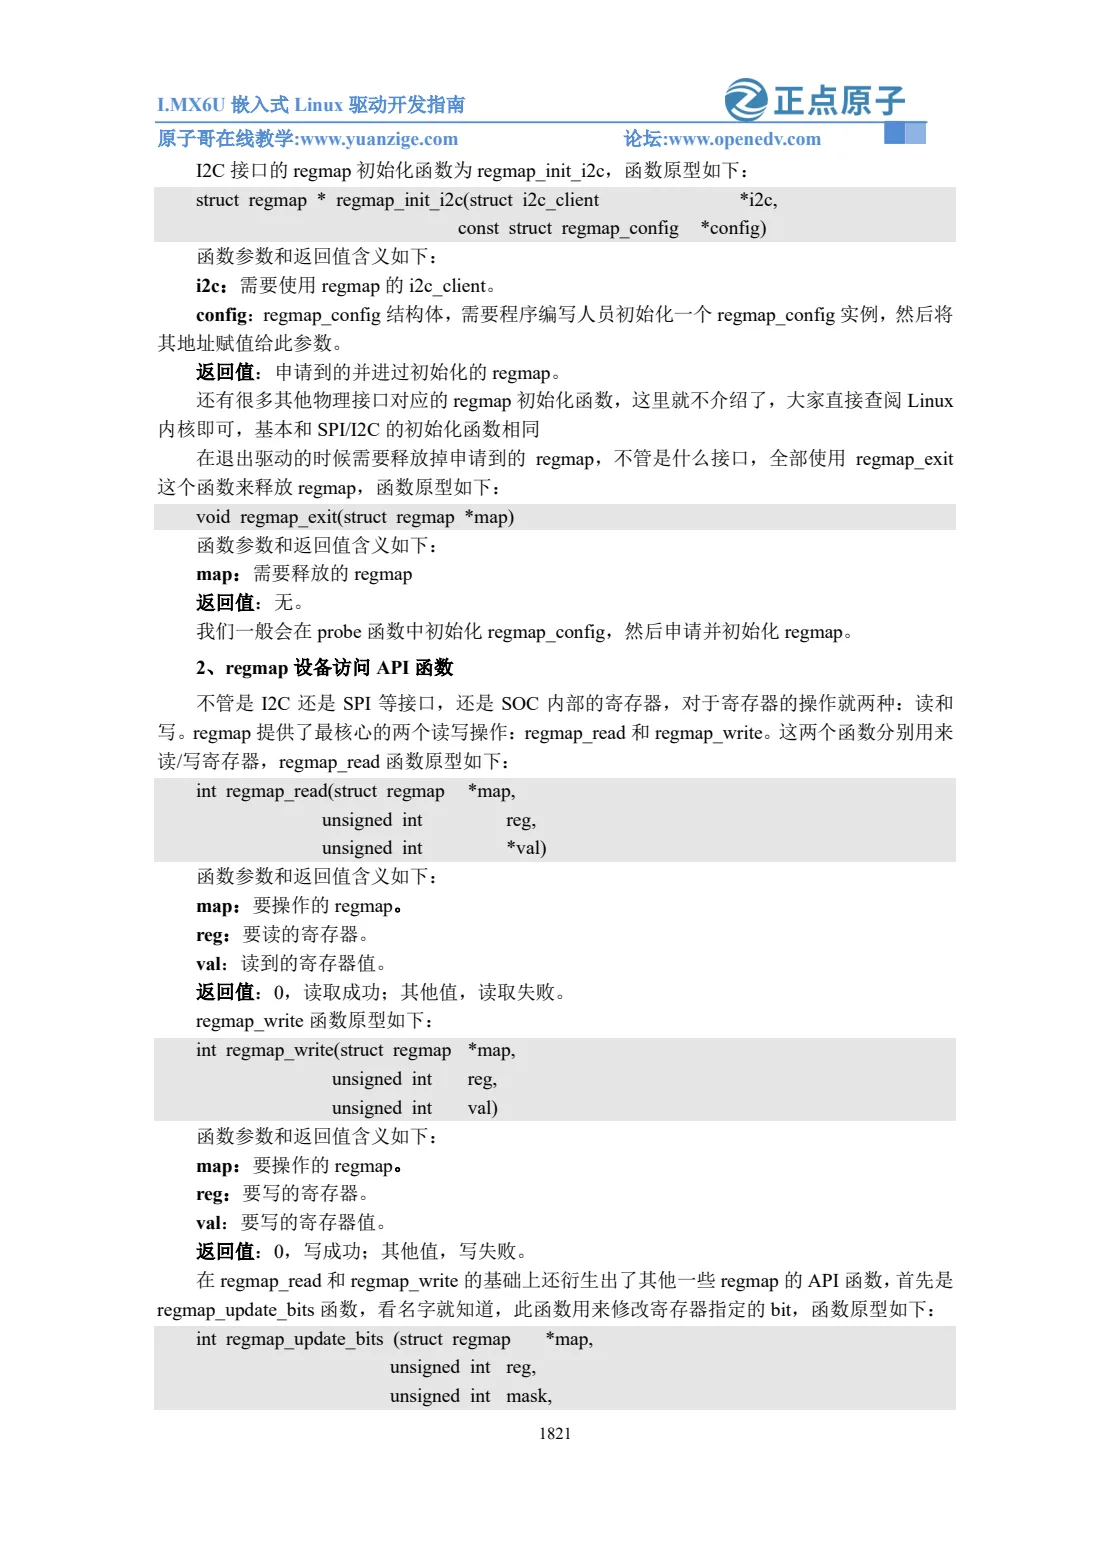 I.MX6U 嵌入式 Linux 驱动开发指南
正点原子
原子哥在线教学:www.yuanzige.com 论坛:www.openedv.com
I2C 接口的 regmap 初始化函数为 regmap_init_i2c，函数原型如下：
struct regmap * regmap_init_i2c(struct i2c_client *i2c,
const struct regmap_config *config)
函数参数和返回值含义如下：
i2c：需要使用 regmap 的 i2c_client。
config：regmap_config 结构体，需要程序编写人员初始化一个 regmap_config 实例，然后将
其地址赋值给此参数。
返回值：申请到的并进过初始化的 regmap。
还有很多其他物理接口对应的 regmap 初始化函数，这里就不介绍了，大家直接查阅 Linux
内核即可，基本和 SPI/I2C 的初始化函数相同
在退出驱动的时候需要释放掉申请到的 regmap，不管是什么接口，全部使用 regmap_exit
这个函数来释放 regmap，函数原型如下：
void regmap_exit(struct regmap *map)
函数参数和返回值含义如下：
map：需要释放的 regmap
返回值：无。
我们一般会在 probe 函数中初始化 regmap_config，然后申请并初始化 regmap。
2、regmap 设备访问 API 函数
不管是 I2C 还是 SPI 等接口，还是 SOC 内部的寄存器，对于寄存器的操作就两种：读和
写。regmap 提供了最核心的两个读写操作：regmap_read 和 regmap_write。这两个函数分别用来
读/写寄存器，regmap_read 函数原型如下：
int regmap_read(struct regmap *map,
unsigned int reg,
unsigned int *val)
函数参数和返回值含义如下：
map：要操作的 regmap。
reg：要读的寄存器。
val：读到的寄存器值。
返回值：0，读取成功；其他值，读取失败。
regmap_write 函数原型如下：
int regmap_write(struct regmap *map,
unsigned int reg,
unsigned int val)
函数参数和返回值含义如下：
map：要操作的 regmap。
reg：要写的寄存器。
val：要写的寄存器值。
返回值：0，写成功；其他值，写失败。
在 regmap_read 和 regmap_write 的基础上还衍生出了其他一些 regmap 的 API 函数，首先是
regmap_update_bits 函数，看名字就知道，此函数用来修改寄存器指定的 bit，函数原型如下：
int regmap_update_bits (struct regmap *map,
unsigned int reg,
unsigned int mask,
1821